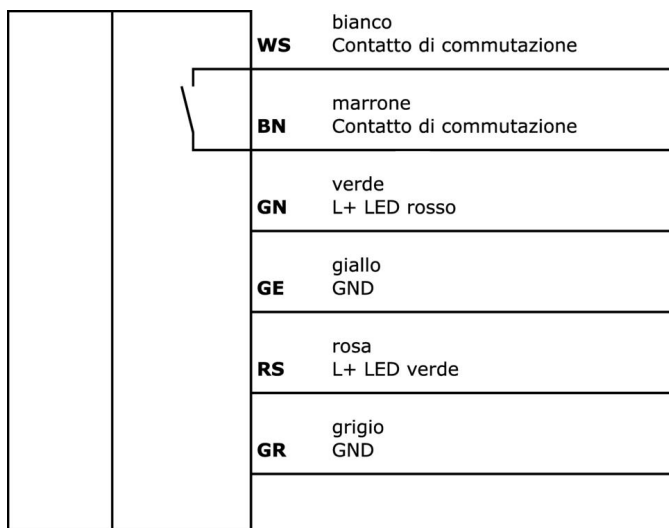 bianco
WS Contatto di commutazione
marrone
BN Contatto di commutazione
verde
GN L+ LED rosso
giallo
GE GND
rosa
RS L+ LED verde
grigio
GR GND